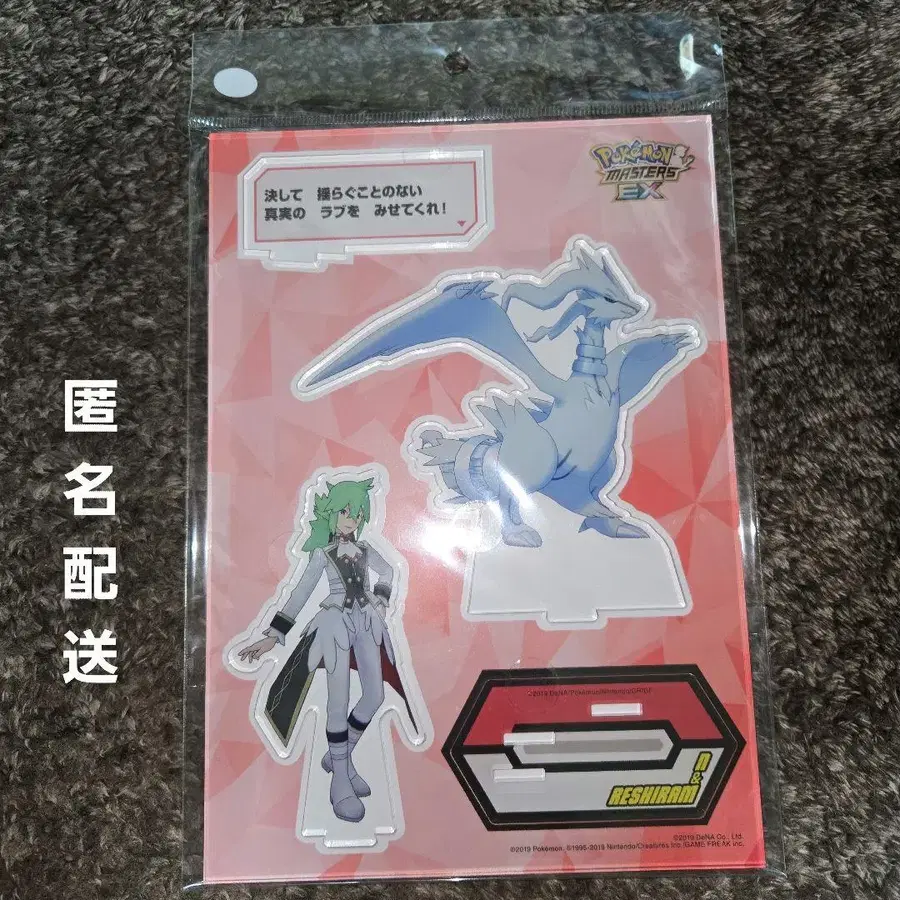 決して 揺らぐことのない
真実の ラブを みせてくれ!
POKÉMON
MASTERS
EX
匿名配送
N
&
RESHIRAM
©2019 DeNA Co., Ltd.
©2019 Pokémon. ©1995-2019 Nintendo/Creatures Inc./GAME FREAK inc.